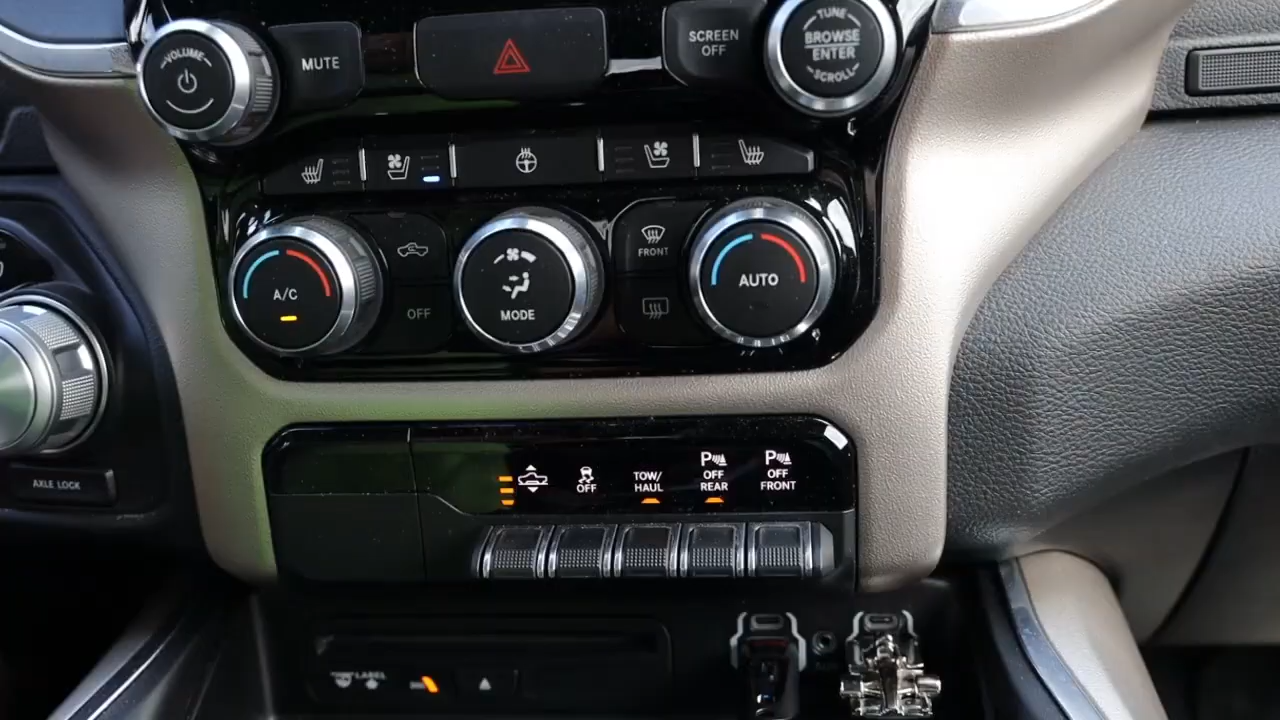 VOLUME
MUTE
SCREEN
OFF
TUNE
BROWSE
ENTER
SCROLL
A/C
OFF
MODE
FRONT
AUTO
AXLE LOCK
OFF
TOW/
HAUL
P
OFF
REAR
P
OFF
FRONT
LABEL